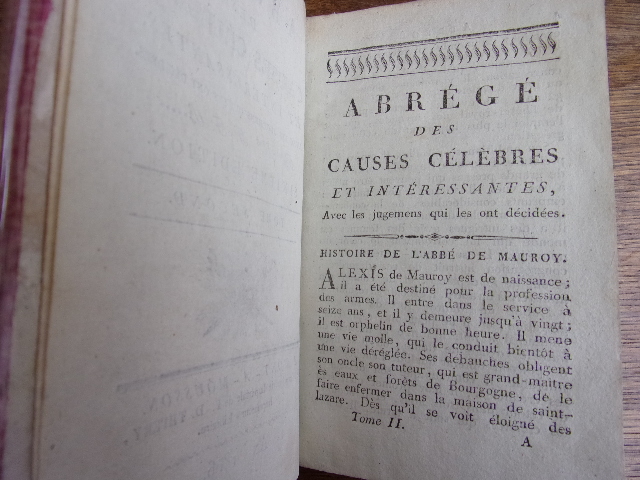 ABRÉGÉ
DES
CAUSES CÉLÈBRES
ET INTÉRESSANTES,
Avec les jugemens qui les ont décidées.
HISTOIRE DE L'ABBÉ DE MAUROY.
ALEXIS de Mauroy est de naissance;
il a été destiné pour la profession
des armes. Il entre dans le service à
seize ans, et il y demeure jusqu'à vingt;
il est orphelin de bonne heure. Il mene
une vie molle, qui le conduit bientôt à
une vie déréglée. Ses débauches obligent
son oncle son tuteur, qui est grand-maître
ès eaux et forêts de Bourgogne, de le
faire enfermer dans la maison de saint-
lazare. Dès qu'il se voit éloigné des
Tome II.
A